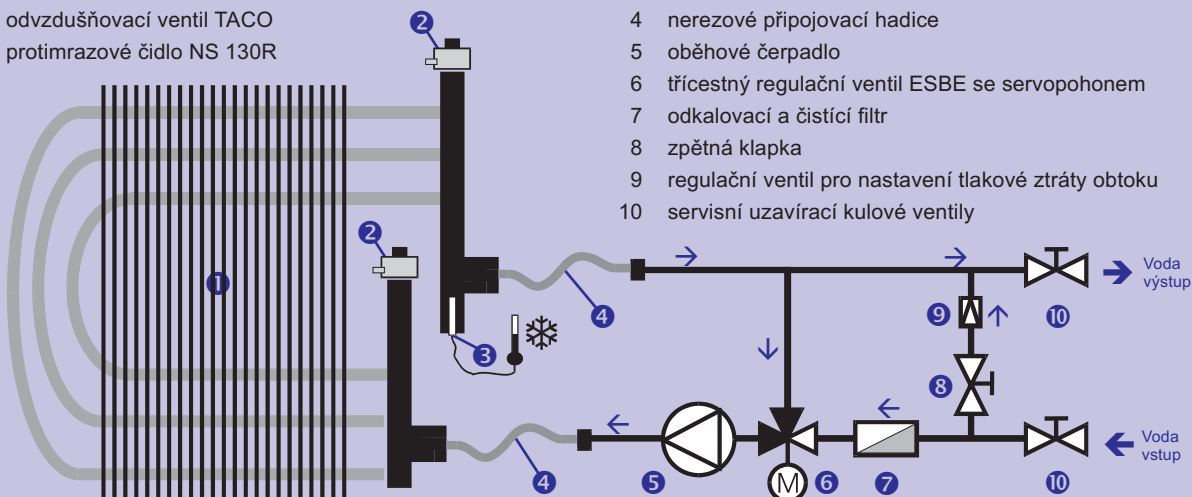 odvzdušňovací ventil TACO
protimrazové čidlo NS 130R
4 nerezové připojovací hadice
5 oběhové čerpadlo
6 třícestný regulační ventil ESBE se servopohonem
7 odkalovací a čistící filtr
8 zpětná klapka
9 regulační ventil pro nastavení tlakové ztráty obtoku
10 servisní uzavírací kulové ventily
2
2
1
4
3
9
10
Voda
výstup
8
4
5
M
6
7
10
Voda
vstup